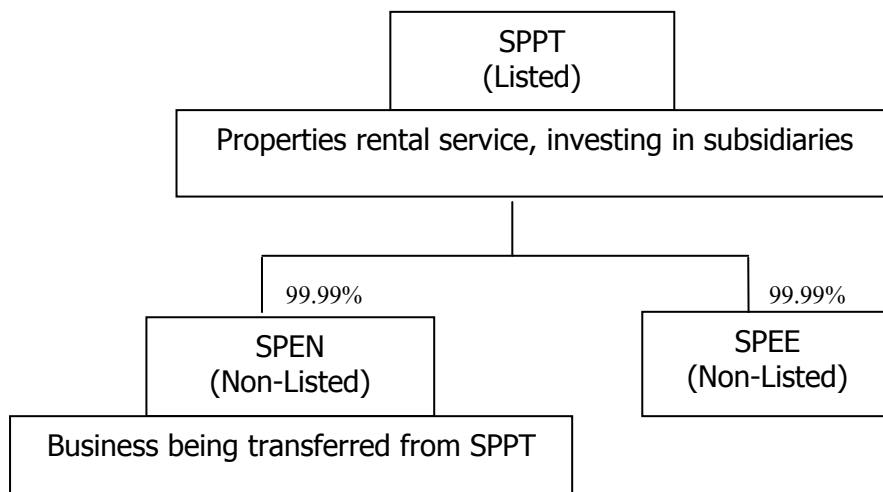 SPPT
(Listed)
Properties rental service, investing in subsidiaries
99.99%
99.99%
SPEN
(Non-Listed)
SPEE
(Non-Listed)
Business being transferred from SPPT